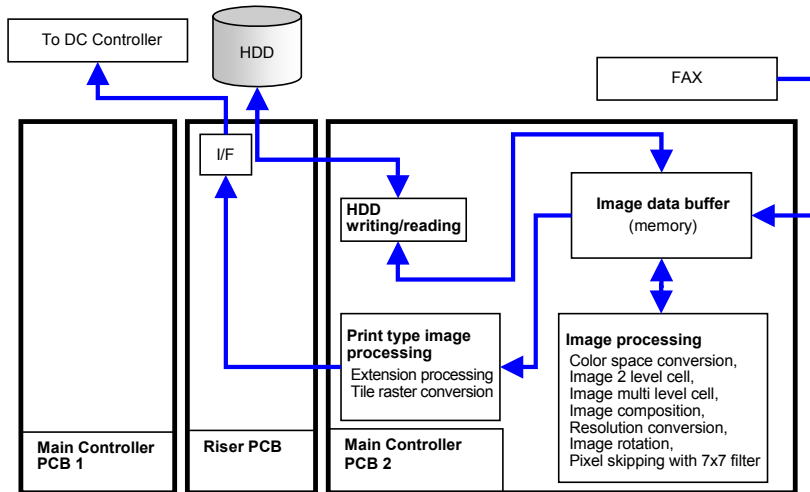 To DC Controller
HDD
FAX
I/F
HDD
writing/reading
Image data buffer
(memory)
Print type image
processing
Extension processing
Tile raster conversion
Image processing
Color space conversion,
Image 2 level cell,
Image multi level cell,
Image composition,
Resolution conversion,
Image rotation,
Pixel skipping with 7x7 filter
Main Controller
PCB 1
Riser PCB
Main Controller
PCB 2